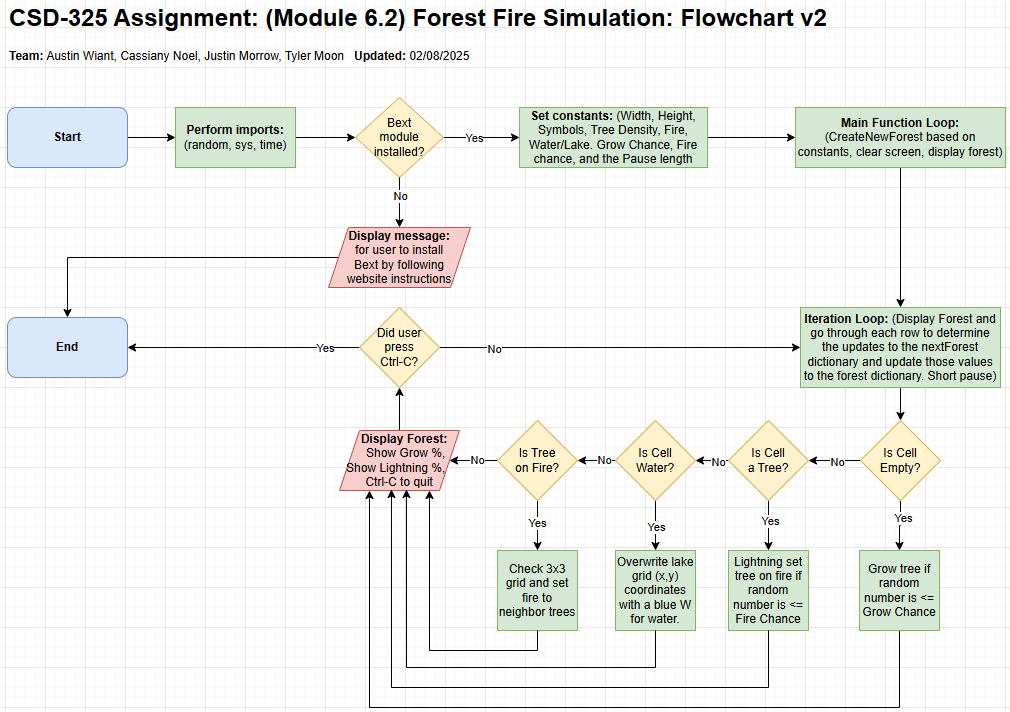 CSD-325 Assignment: (Module 6.2) Forest Fire Simulation: Flowchart v2
Team: Austin Wiant, Cassiany Noel, Justin Morrow, Tyler Moon   Updated: 02/08/2025
Start
Perform imports:
(random, sys, time)
Bext
module
installed?
Yes
Set constants: (Width, Height,
Symbols, Tree Density, Fire,
Water/Lake. Grow Chance, Fire
chance, and the Pause length
Main Function Loop:
(CreateNewForest based on
constants, clear screen, display forest)
No
Display message:
for user to install
Bext by following
website instructions
End
Yes
Did user
press
Ctrl-C?
No
Iteration Loop: (Display Forest and
go through each row to determine
the updates to the nextForest
dictionary and update those values
to the forest dictionary. Short pause)
Display Forest:
Show Grow %,
Show Lightning %,
Ctrl-C to quit
No
Is Tree
on Fire?
No
Is Cell
Water?
No
Is Cell
a Tree?
No
Is Cell
Empty?
Yes
Yes
Yes
Yes
Check 3x3
grid and set
fire to
neighbor trees
Overwrite lake
grid (x,y)
coordinates
with a blue W
for water.
Lightning set
tree on fire if
random
number is <=
Fire Chance
Grow tree if
random
number is <=
Grow Chance